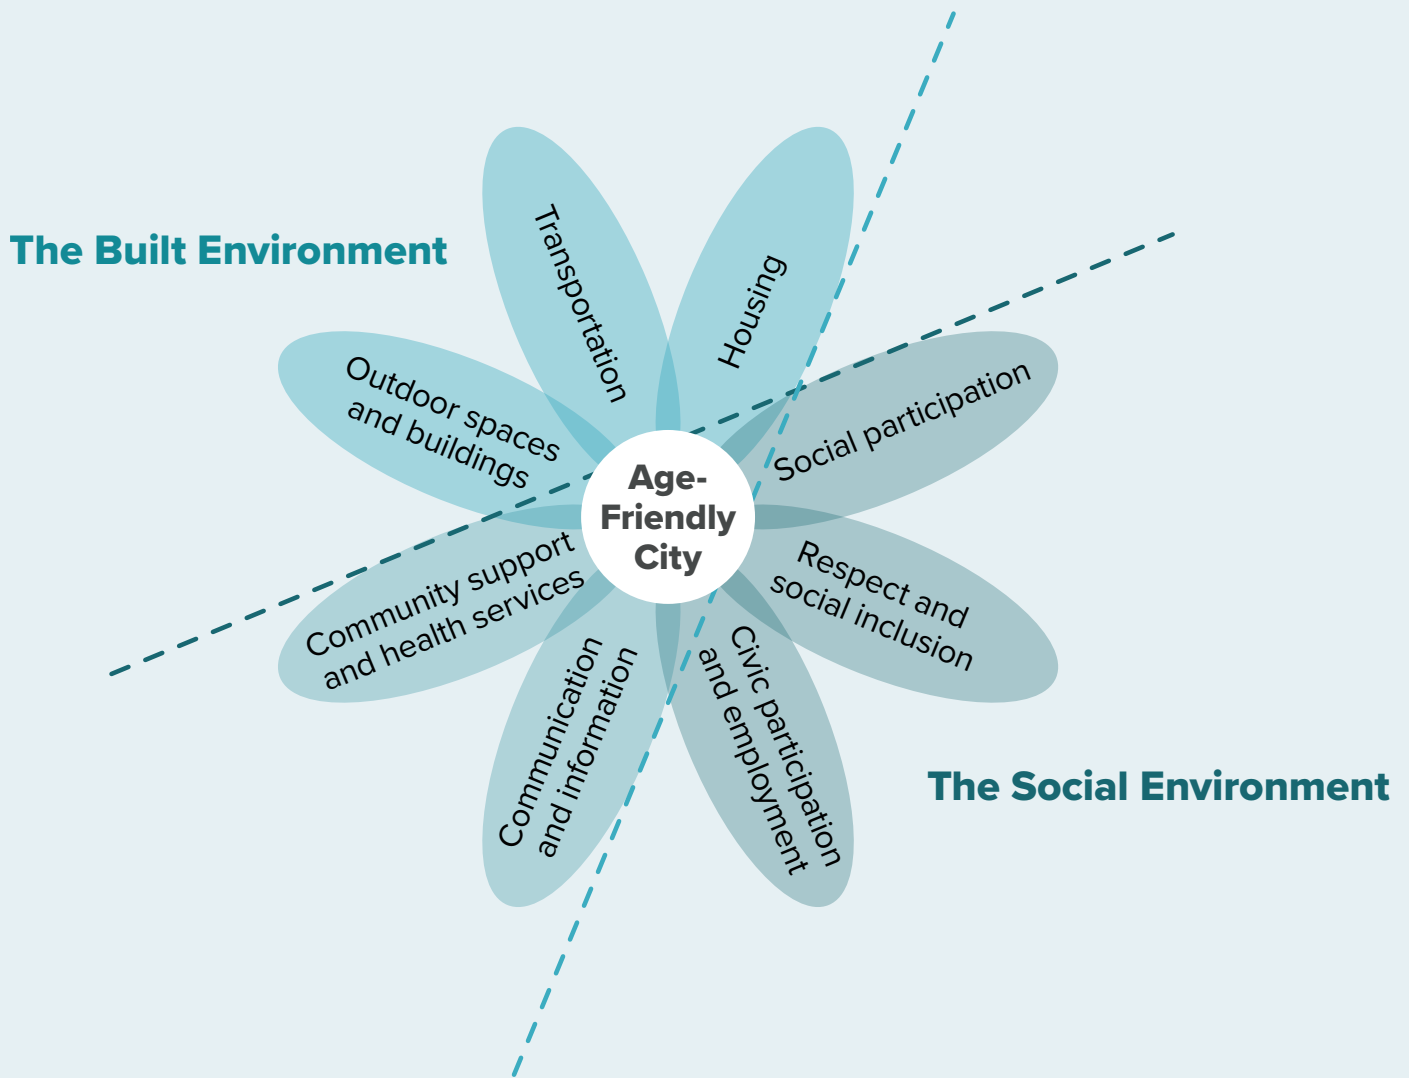 The Built Environment
Transportation
Housing
Outdoor spaces
and buildings
Social participation
Age-
Friendly
City
Community support
and health services
Respect and
social inclusion
Communication
and information
Civic participation
and employment
The Social Environment